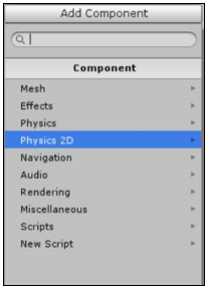 Add Component
Component
Mesh
Effects
Physics
Physics 2D
Navigation
Audio
Rendering
Miscellaneous
Scripts
New Script